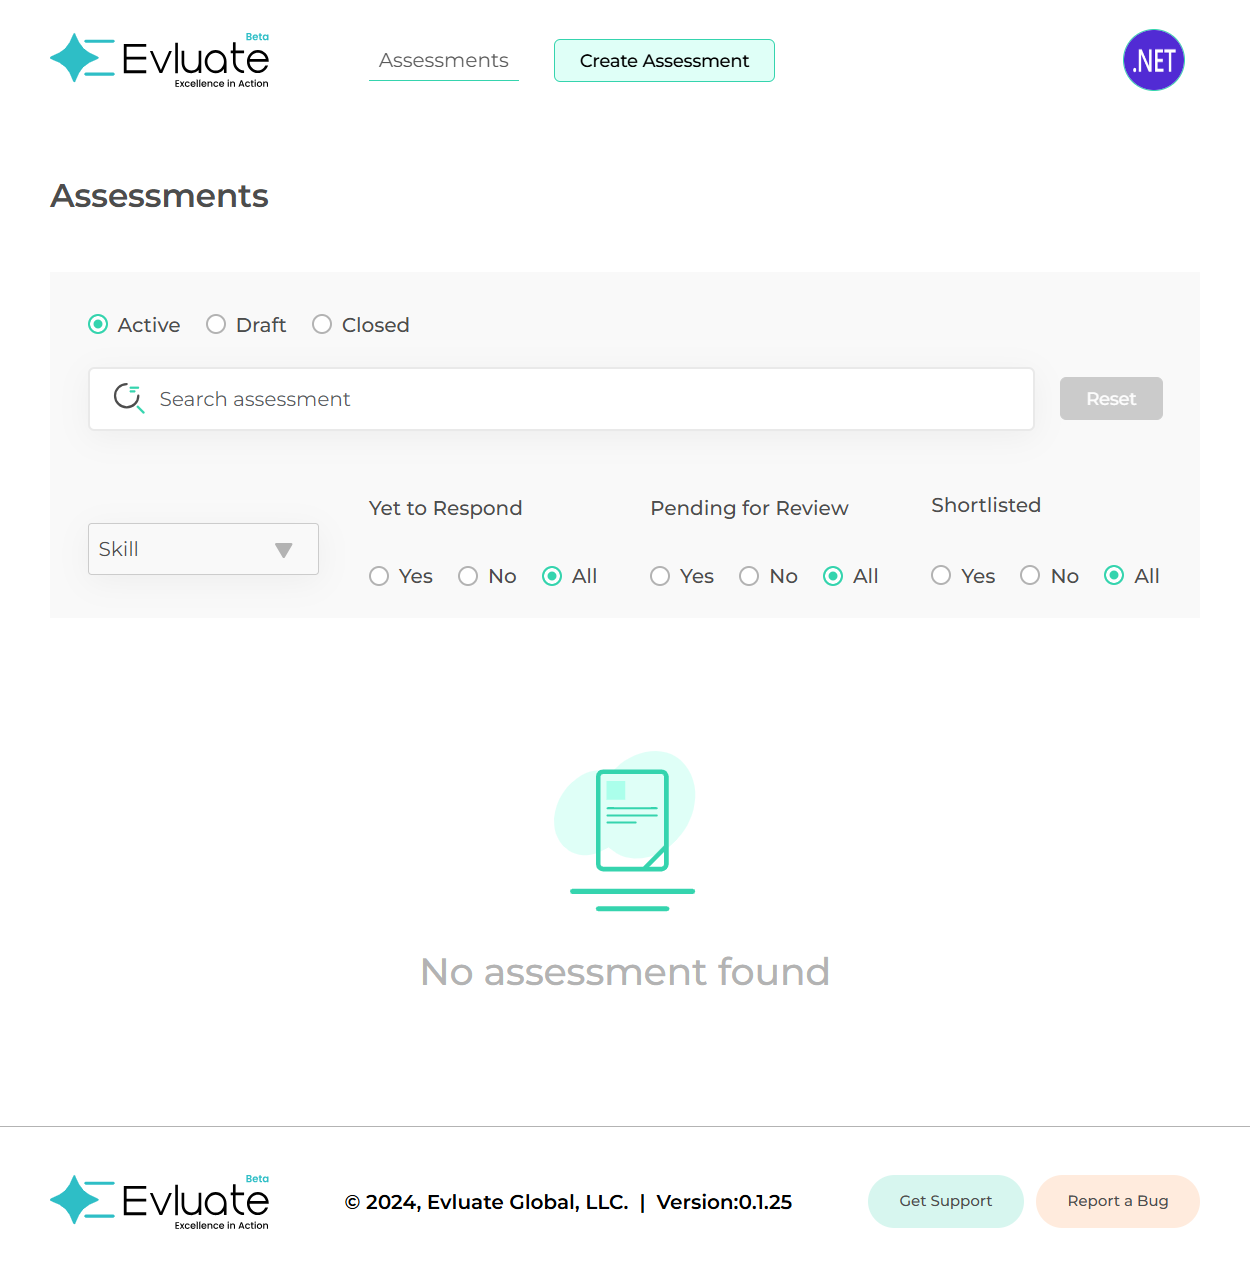 Beta
Evluate
Excellence in Action
Assessments
Create Assessment
.NET
Assessments
Active Draft Closed
Search assessment
Reset
Skill
Yet to Respond
Yes No All
Pending for Review
Yes No All
Shortlisted
Yes No All
No assessment found
Beta
Evluate
Excellence in Action
© 2024, Evluate Global, LLC. | Version:0.1.25
Get Support
Report a Bug